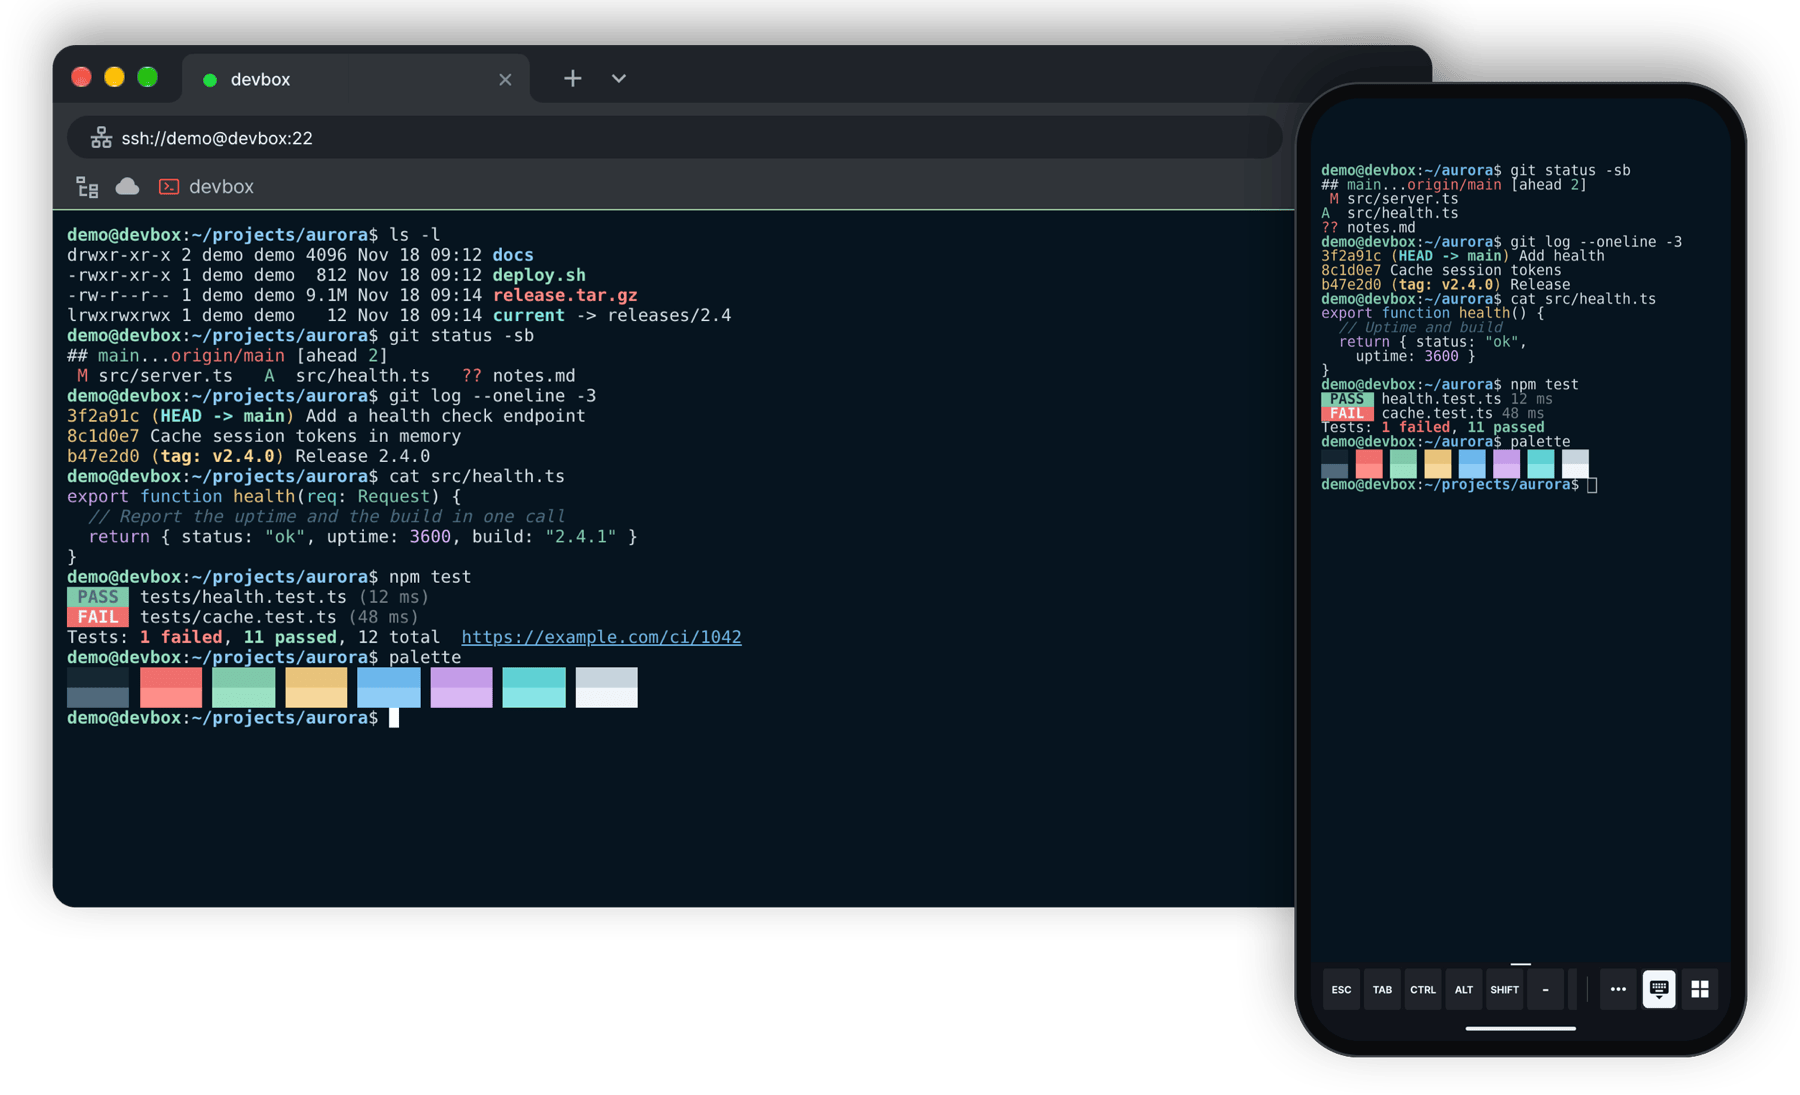 devbox
ssh://demo@devbox:22
devbox
demo@devbox:~/projects/aurora$ ls -l
drwxr-xr-x 2 demo demo 4096 Nov 18 09:12 docs
-rwxr-xr-x 1 demo demo  812 Nov 18 09:12 deploy.sh
-rw-r--r-- 1 demo demo 9.1M Nov 18 09:14 release.tar.gz
lrwxrwxrwx 1 demo demo   12 Nov 18 09:14 current -> releases/2.4
demo@devbox:~/projects/aurora$ git status -sb
## main...origin/main [ahead 2]
 M src/server.ts   A  src/health.ts   ?? notes.md
demo@devbox:~/projects/aurora$ git log --oneline -3
3f2a91c (HEAD -> main) Add a health check endpoint
8c1d0e7 Cache session tokens in memory
b47e2d0 (tag: v2.4.0) Release 2.4.0
demo@devbox:~/projects/aurora$ cat src/health.ts
export function health(req: Request) {
  // Report the uptime and the build in one call
  return { status: "ok", uptime: 3600, build: "2.4.1" }
}
demo@devbox:~/projects/aurora$ npm test
 PASS  tests/health.test.ts (12 ms)
 FAIL  tests/cache.test.ts (48 ms)
Tests: 1 failed, 11 passed, 12 total  https://example.com/ci/1042
demo@devbox:~/projects/aurora$ palette
demo@devbox:~/projects/aurora$
demo@devbox:~/aurora$ git status -sb
## main...origin/main [ahead 2]
 M src/server.ts
A  src/health.ts
?? notes.md
demo@devbox:~/aurora$ git log --oneline -3
3f2a91c (HEAD -> main) Add health
8c1d0e7 Cache session tokens
b47e2d0 (tag: v2.4.0) Release
demo@devbox:~/aurora$ cat src/health.ts
export function health() {
  // Uptime and build
  return { status: "ok",
    uptime: 3600 }
}
demo@devbox:~/aurora$ npm test
 PASS  health.test.ts 12 ms
 FAIL  cache.test.ts 48 ms
Tests: 1 failed, 11 passed
demo@devbox:~/aurora$ palette
demo@devbox:~/projects/aurora$
ESC TAB CTRL ALT SHIFT -